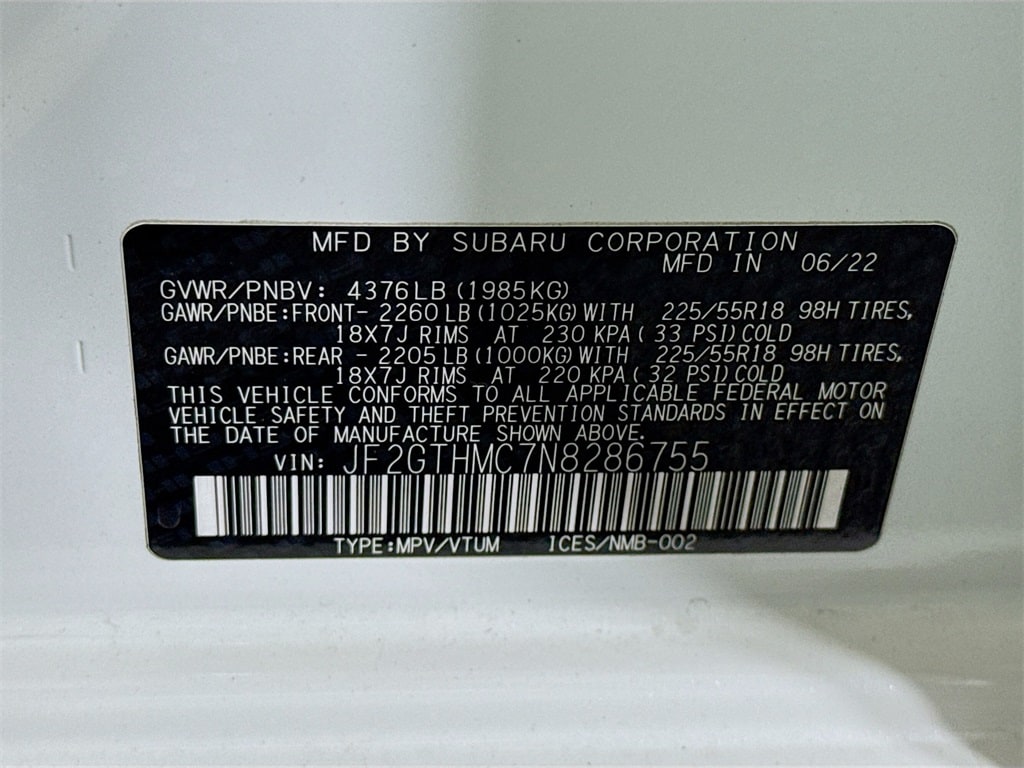 MFD BY SUBARU CORPORATION
MFD IN 06/22
GVWR/PNBV: 4376LB(1985KG)
GAWR/PNBE:FRONT- 2260LB(1025KG)WITH 225/55R18 98H TIRES,
18X7J RIMS AT 230 KPA(33 PSI)COLD
GAWR/PNBE:REAR - 2205LB(1000KG)WITH 225/55R18 98H TIRES,
18X7J RIMS AT 220 KPA(32 PSI)COLD
THIS VEHICLE CONFORMS TO ALL APPLICABLE FEDERAL MOTOR
VEHICLE SAFETY AND THEFT PREVENTION STANDARDS IN EFFECT ON
THE DATE OF MANUFACTURE SHOWN ABOVE.
VIN: JF2GTHMC7N8286755
TYPE:MPV/VTUM ICES/NMB-002